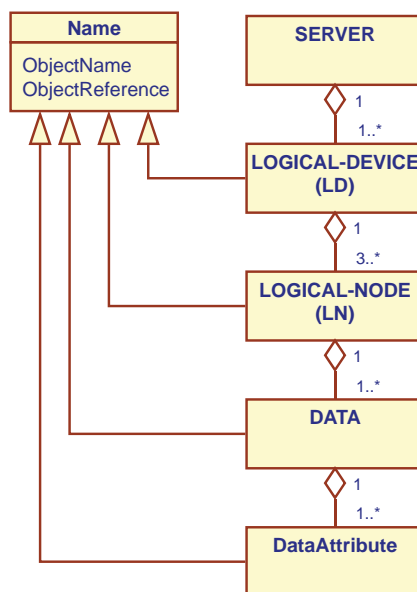 Name
ObjectName
ObjectReference
SERVER
1
1..*
LOGICAL-DEVICE
(LD)
1
3..*
LOGICAL-NODE
(LN)
1
1..*
DATA
1
1..*
DataAttribute